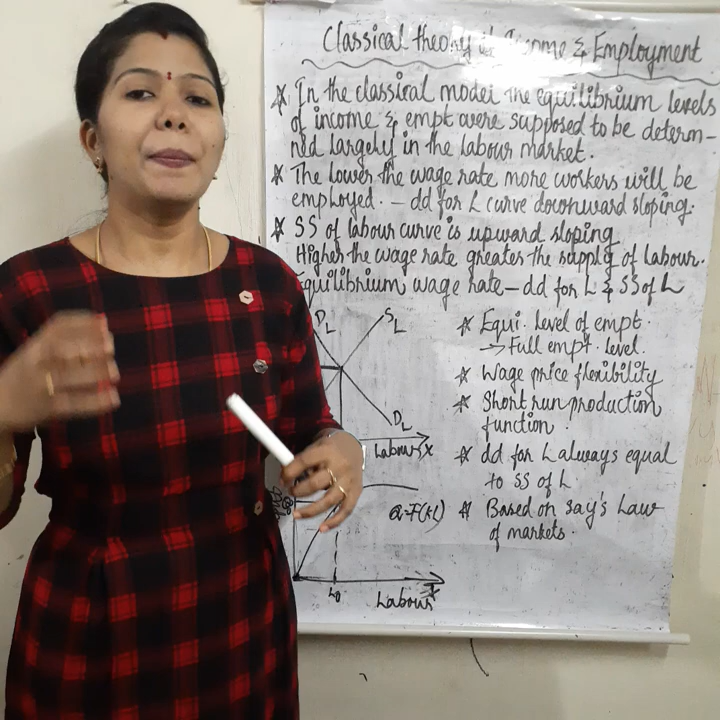 Classical theory of Income & Employment
* In the classical model the equilibrium levels
of income & empt were supposed to be determ-
ned largely in the labour market.
* The lower the wage rate more workers will be
employed. - dd for L curve downward sloping.
* SS of labour curve is upward sloping
Higher the wage rate greater the supply of labour.
Equilibrium wage rate - dd for L & SS of L
DL SL
DL
Labour X
* Equi. level of empt.
→ Full empt. level.
* Wage price flexibility
* Short run production
function.
* dd for L always equal
to SS of L
* Based on Say's Law
of markets.
Q=F(KL)
L0
Labour X